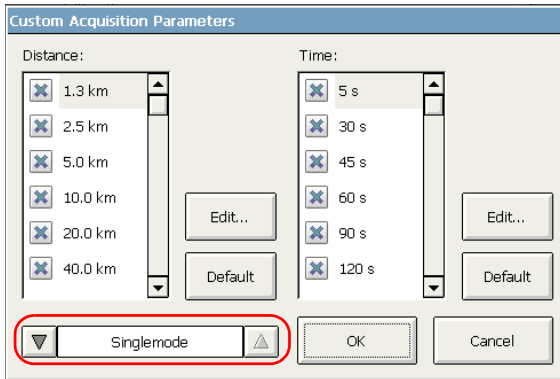 Custom Acquisition Parameters
Distance:
1.3 km
2.5 km
5.0 km
10.0 km
20.0 km
40.0 km
Edit...
Default
Time:
5 s
30 s
45 s
60 s
90 s
120 s
Edit...
Default
Singlemode
OK
Cancel